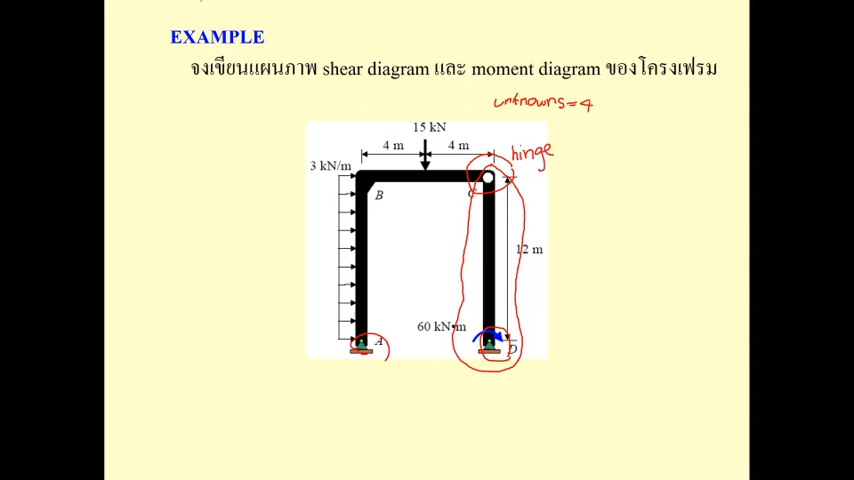 EXAMPLE
จงเขียนแผนภาพ shear diagram และ moment diagram ของโครงเฟรม
unknowns=4
15 kN
4 m 4 m
hinge
3 kN/m
B
C
12 m
60 kN•m
A
D